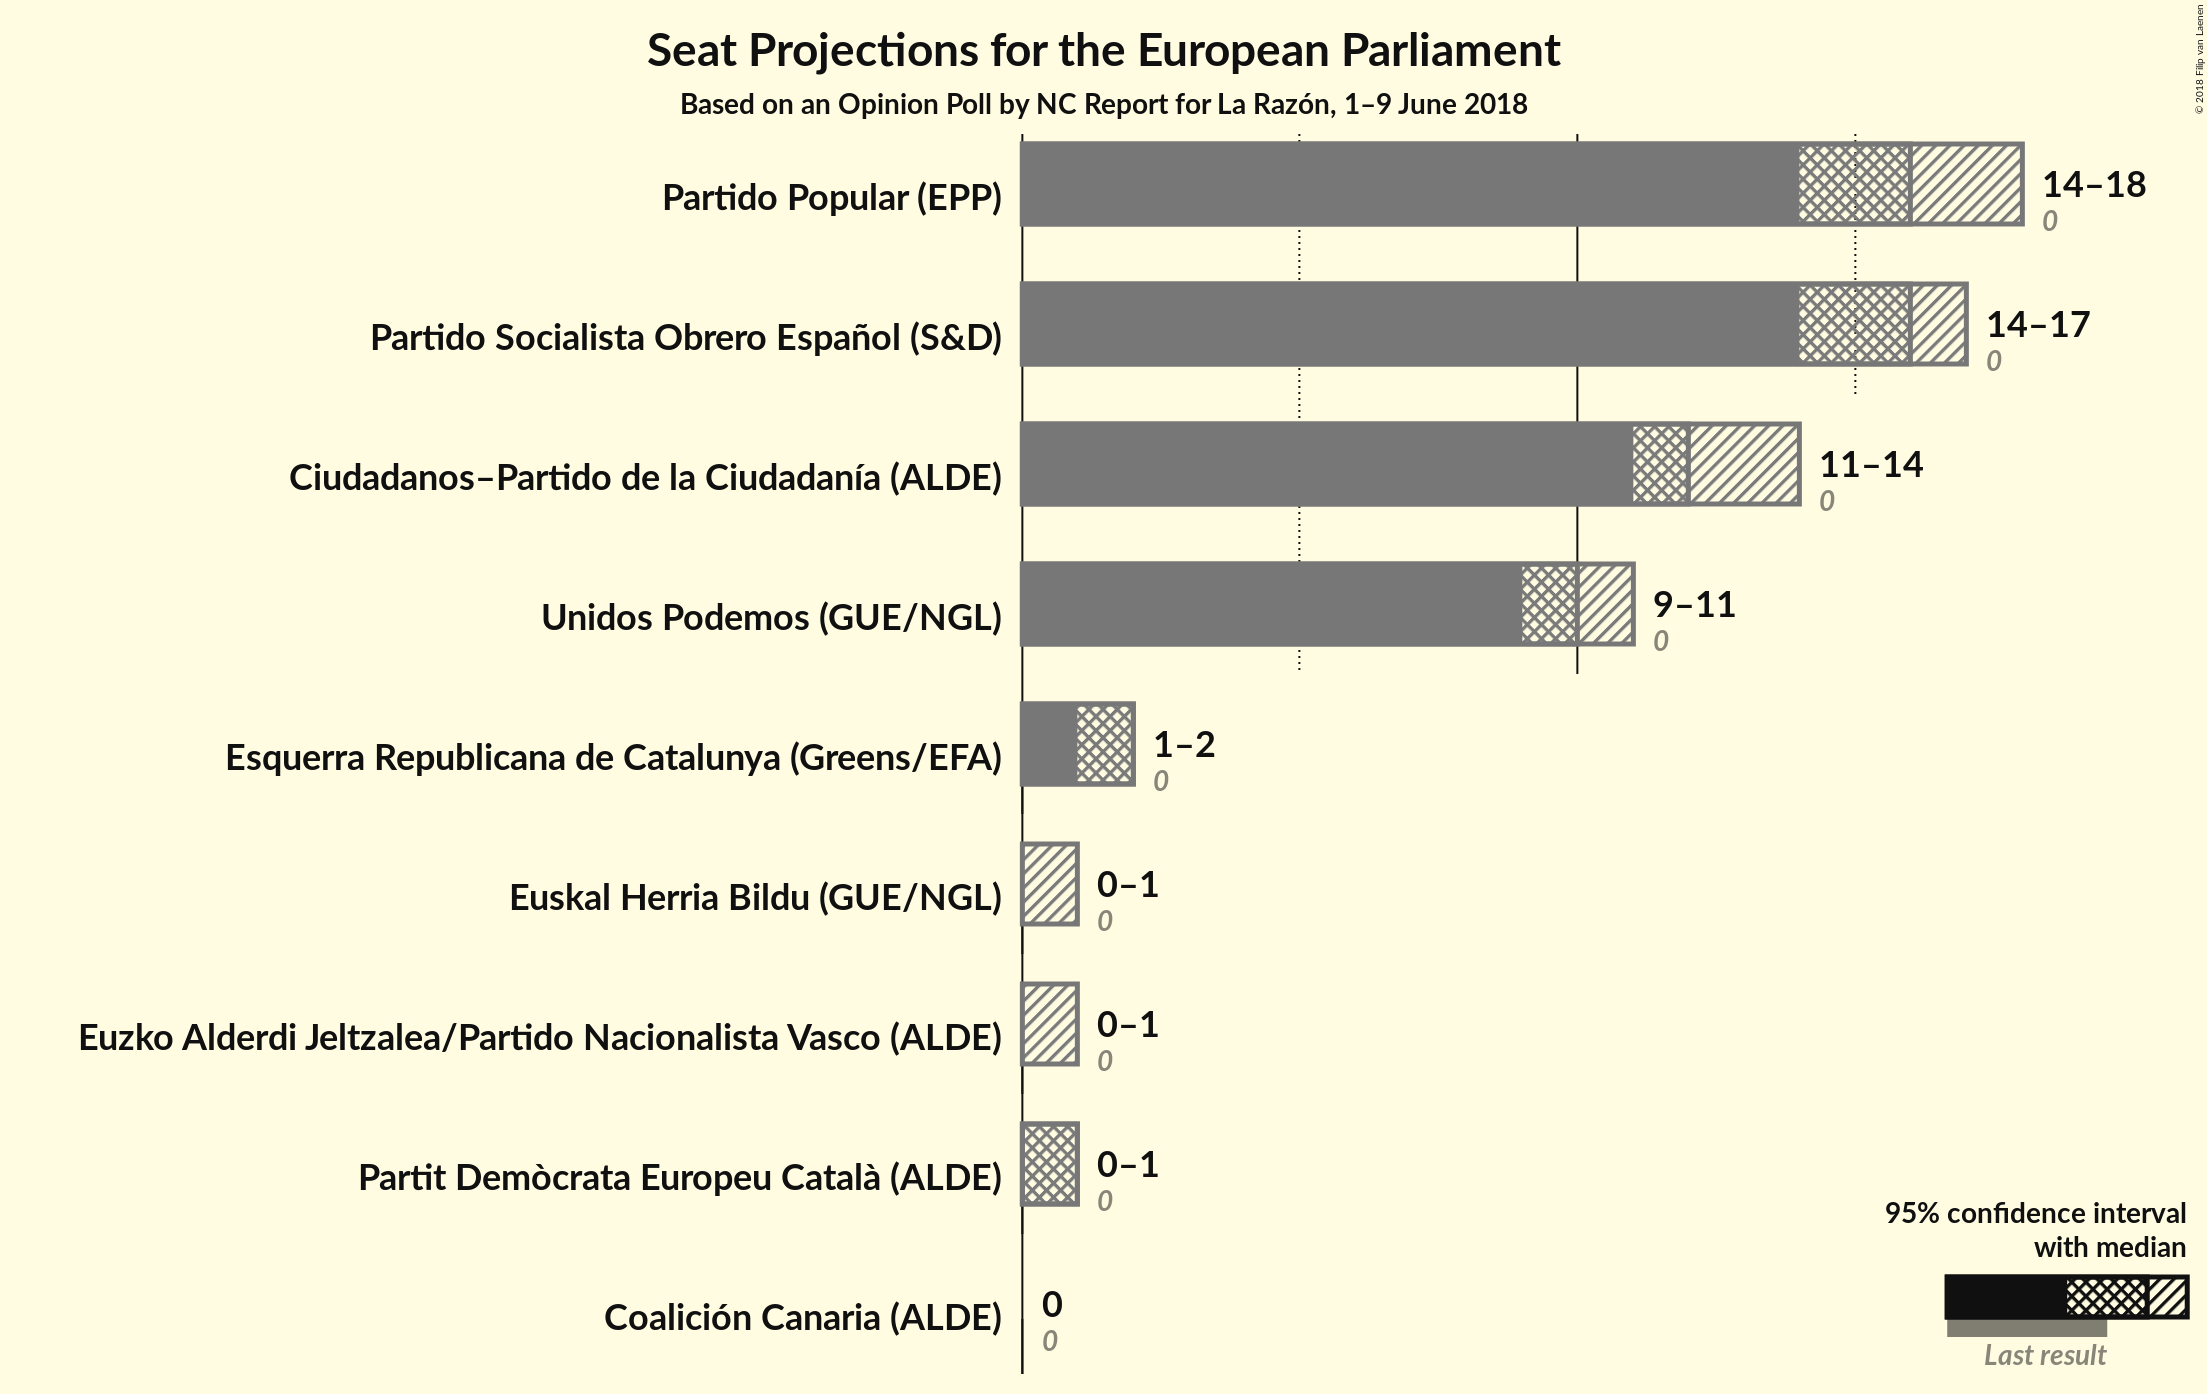 Seat Projections for the European Parliament
Based on an Opinion Poll by NC Report for La Razón, 1–9 June 2018
© 2018 Filip van Laenen
Partido Popular (EPP)
14–18
0
Partido Socialista Obrero Español (S&D)
14–17
0
Ciudadanos–Partido de la Ciudadanía (ALDE)
11–14
0
Unidos Podemos (GUE/NGL)
9–11
0
Esquerra Republicana de Catalunya (Greens/EFA)
1–2
0
Euskal Herria Bildu (GUE/NGL)
0–1
0
Euzko Alderdi Jeltzalea/Partido Nacionalista Vasco (ALDE)
0–1
0
Partit Demòcrata Europeu Català (ALDE)
0–1
0
Coalición Canaria (ALDE)
0
0
95% confidence interval
with median
Last result